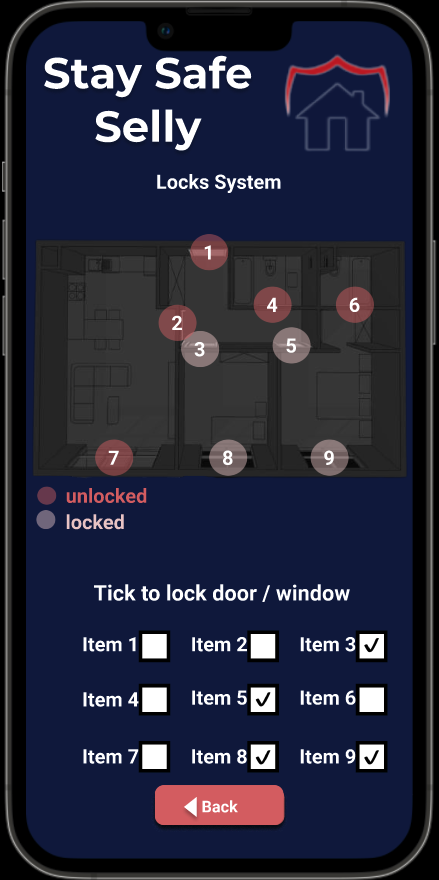 Stay Safe
Selly
Locks System
1
2
3
4
5
6
7
8
9
unlocked
locked
Tick to lock door / window
Item 1 Item 2 Item 3
Item 4 Item 5 Item 6
Item 7 Item 8 Item 9
Back